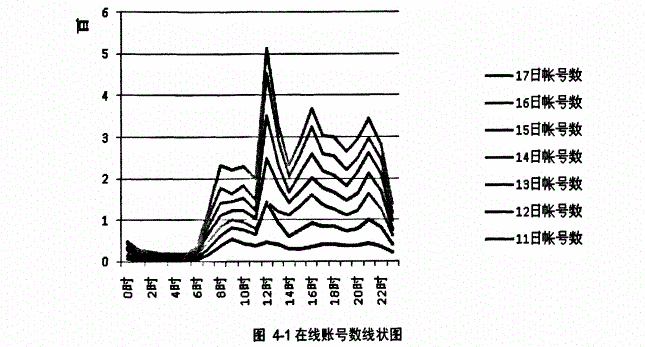 百
6
5
4
3
2
1
0
0时
2时
4时
6时
8时
10时
12时
14时
16时
18时
20时
22时
17日帐号数
16日帐号数
15日帐号数
14日帐号数
13日帐号数
12日帐号数
11日帐号数
图 4-1 在线账号数线状图